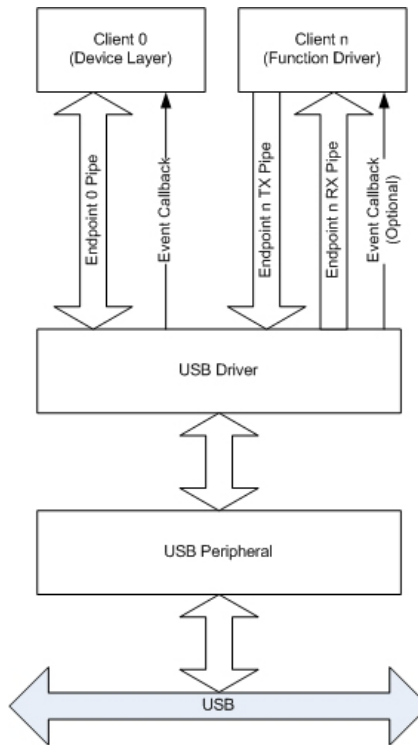 Client 0
(Device Layer)
Client n
(Function Driver)
Endpoint 0 Pipe
Event Callback
Endpoint n TX Pipe
Endpoint n RX Pipe
Event Callback
(Optional)
USB Driver
USB Peripheral
USB